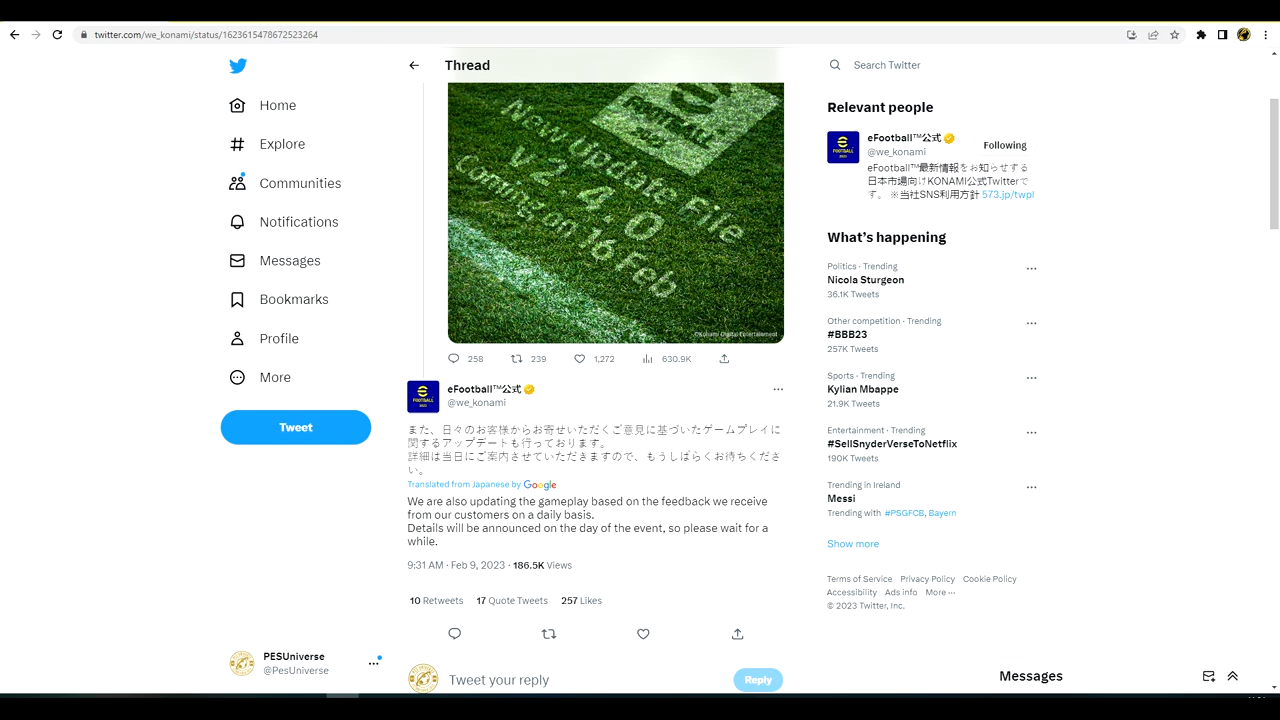 twitter.com/we_konami/status/1623615478672523264
Home
Explore
Communities
Notifications
Messages
Bookmarks
Profile
More
Tweet
PESUniverse
@PesUniverse
Thread
New Update File
v2.4.0
Coming on 16 Feb
©Konami Digital Entertainment
258
239
1,272
630.9K
eFootball™公式
@we_konami
また、日々のお客様からお寄せいただくご意見に基づいたゲームプレイに
関するアップデートも行っております。
詳細は当日にご案内させていただきますので、もうしばらくお待ちくださ
い。
Translated from Japanese by Google
We are also updating the gameplay based on the feedback we receive
from our customers on a daily basis.
Details will be announced on the day of the event, so please wait for a
while.
9:31 AM · Feb 9, 2023 · 186.5K Views
10 Retweets 17 Quote Tweets 257 Likes
Tweet your reply
Reply
Search Twitter
Relevant people
eFootball™公式
@we_konami
Following
eFootball™最新情報をお知らせする
日本市場向けKONAMI公式Twitterで
す。 ※当社SNS利用方針 573.jp/twpl
What's happening
Politics · Trending
Nicola Sturgeon
36.1K Tweets
Other competition · Trending
#BBB23
257K Tweets
Sports · Trending
Kylian Mbappe
21.9K Tweets
Entertainment · Trending
#SellSnyderVerseToNetflix
190K Tweets
Trending in Ireland
Messi
Trending with #PSGFCB, Bayern
Show more
Terms of Service Privacy Policy Cookie Policy
Accessibility Ads info More ···
© 2023 Twitter, Inc.
Messages